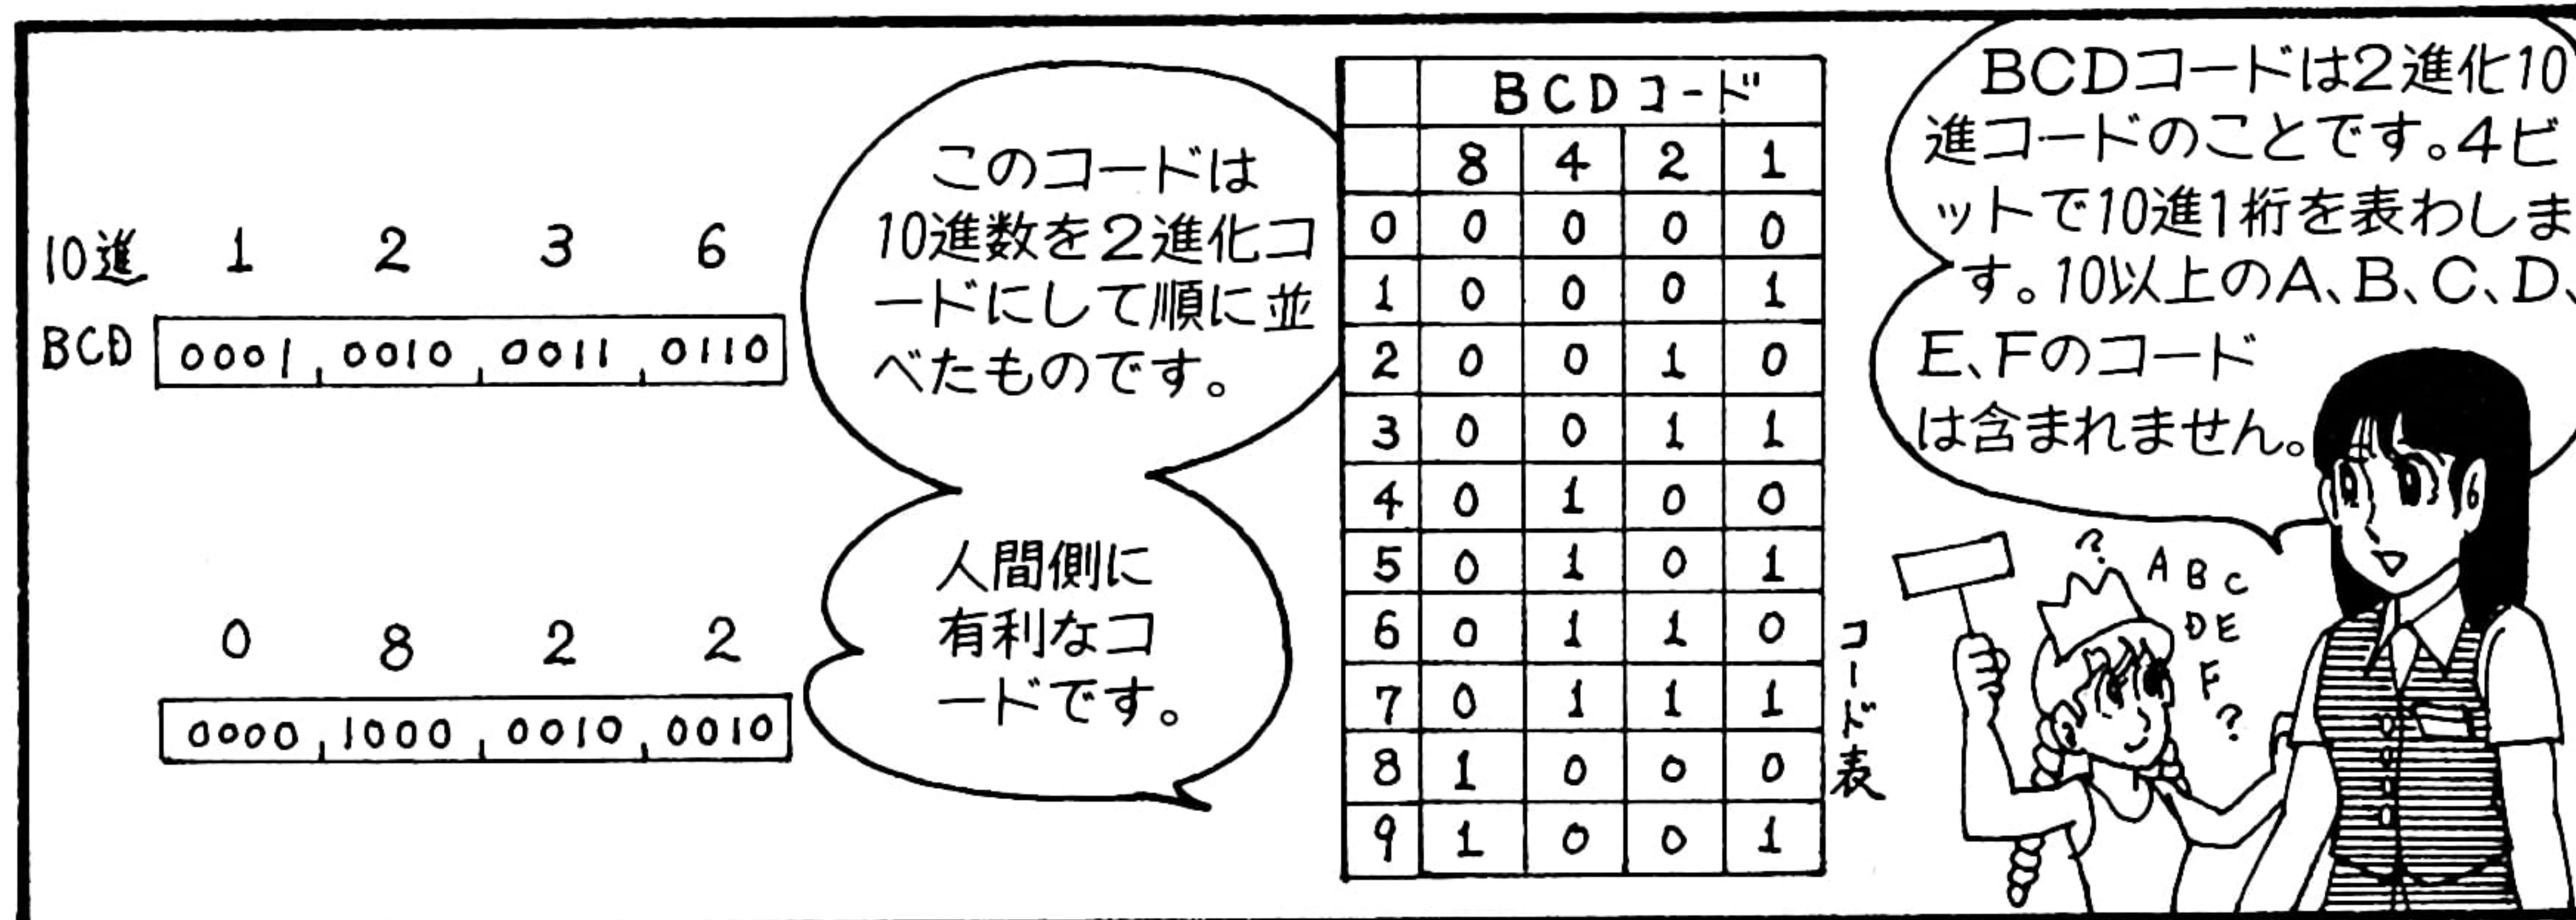 BCDコードは2進化10
進コードのことです。4ビ
ットで10進1桁を表わしま
す。10以上のA、B、C、D、
E、Fのコード
は含まれません。
?
A B C
D E
F
?
BCDコード
8 4 2 1
0 0 0 0 0
1 0 0 0 1
2 0 0 1 0
3 0 0 1 1
4 0 1 0 0
5 0 1 0 1
6 0 1 1 0
7 0 1 1 1
8 1 0 0 0
9 1 0 0 1
コード表
このコードは
10進数を2進化コ
ードにして順に並
べたものです。
人間側に
有利なコ
ードです。
10進 1 2 3 6
BCD 0001 0010 0011 0110
0 8 2 2
0000 1000 0010 0010